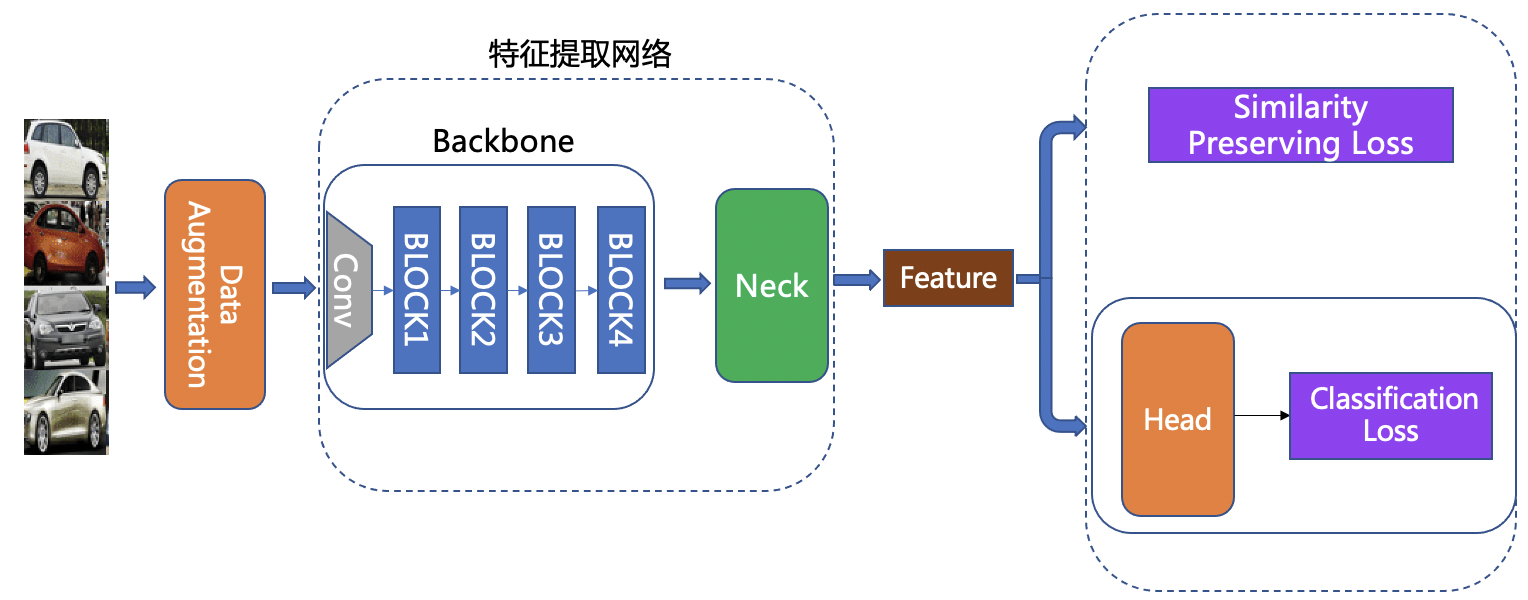 特征提取网络
Backbone
Data
Augmentation
Conv
BLOCK1
BLOCK2
BLOCK3
BLOCK4
Neck
Feature
Similarity
Preserving Loss
Head
Classification
Loss